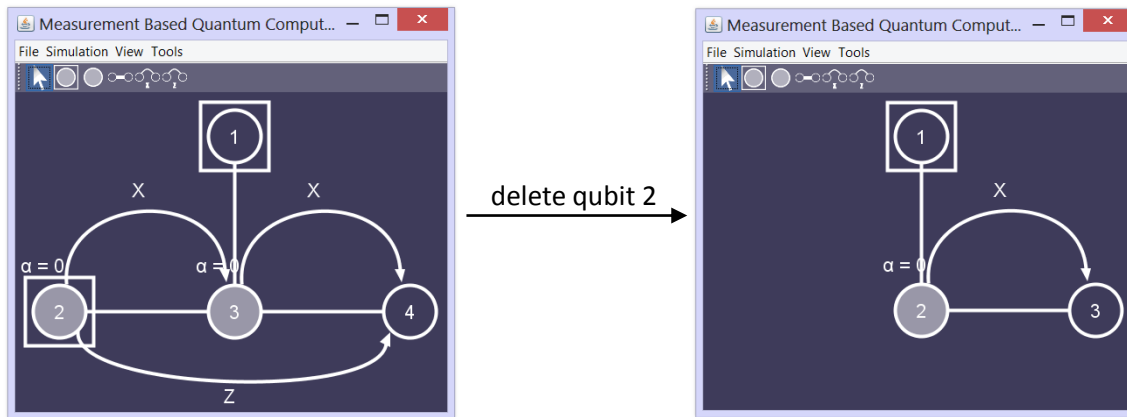 Measurement Based Quantum Comput...
File Simulation View Tools
1
X
X
α = 0
α = 0
2
3
4
Z
delete qubit 2
Measurement Based Quantum Comput...
File Simulation View Tools
1
X
α = 0
2
3